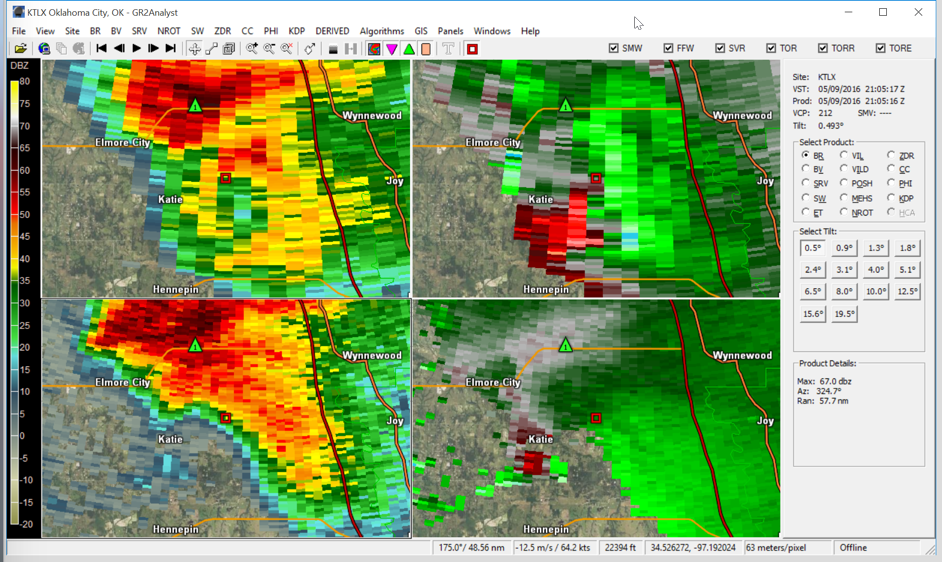 KTLX Oklahoma City, OK - GR2Analyst
File View Site BR SRV NROT SW ZDR CC PHI KDP DERIVED Algorithms GIS Panels Windows Help
SMW FFW SVR TOR TORR TORE
DBZ
80
75
70
65
60
55
50
45
40
35
30
25
20
15
10
5
0
-5
-10
-15
-20
Wynnewood
Elmore City
Joy
Katie
Hennepin
Wynnewood
Elmore City
Joy
Katie
Hennepin
Wynnewood
Elmore City
Joy
Katie
Hennepin
Wynnewood
Elmore City
Joy
Katie
Hennepin
Site: KTLX
VST: 05/09/2016 21:05:17 Z
Prod: 05/09/2016 21:05:16 Z
VCP: 212 SMV: ----
Tilt: 0.493°
Select Product:
BR VIL ZDR
BV VILD CC
SRV POSH PHI
SW MEHS KDP
ET NROT HCA
Select Tilt:
0.5° 0.9° 1.3° 1.8°
2.4° 3.1° 4.0° 5.1°
6.5° 8.0° 10.0° 12.5°
15.6° 19.5°
Product Details:
Max: 67.0 dbz
Az: 324.7°
Ran: 57.7 nm
175.0°/ 48.56 nm -12.5 m/s / 64.2 kts 22394 ft 34.526272, -97.192024 63 meters/pixel Offline